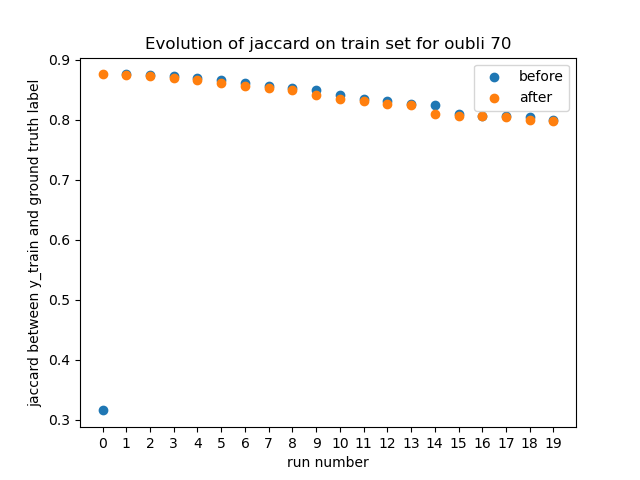 Evolution of jaccard on train set for oubli 70
jaccard between y_train and ground truth label
0.9
0.8
0.7
0.6
0.5
0.4
0.3
before
after
0 1 2 3 4 5 6 7 8 9 10 11 12 13 14 15 16 17 18 19
run number